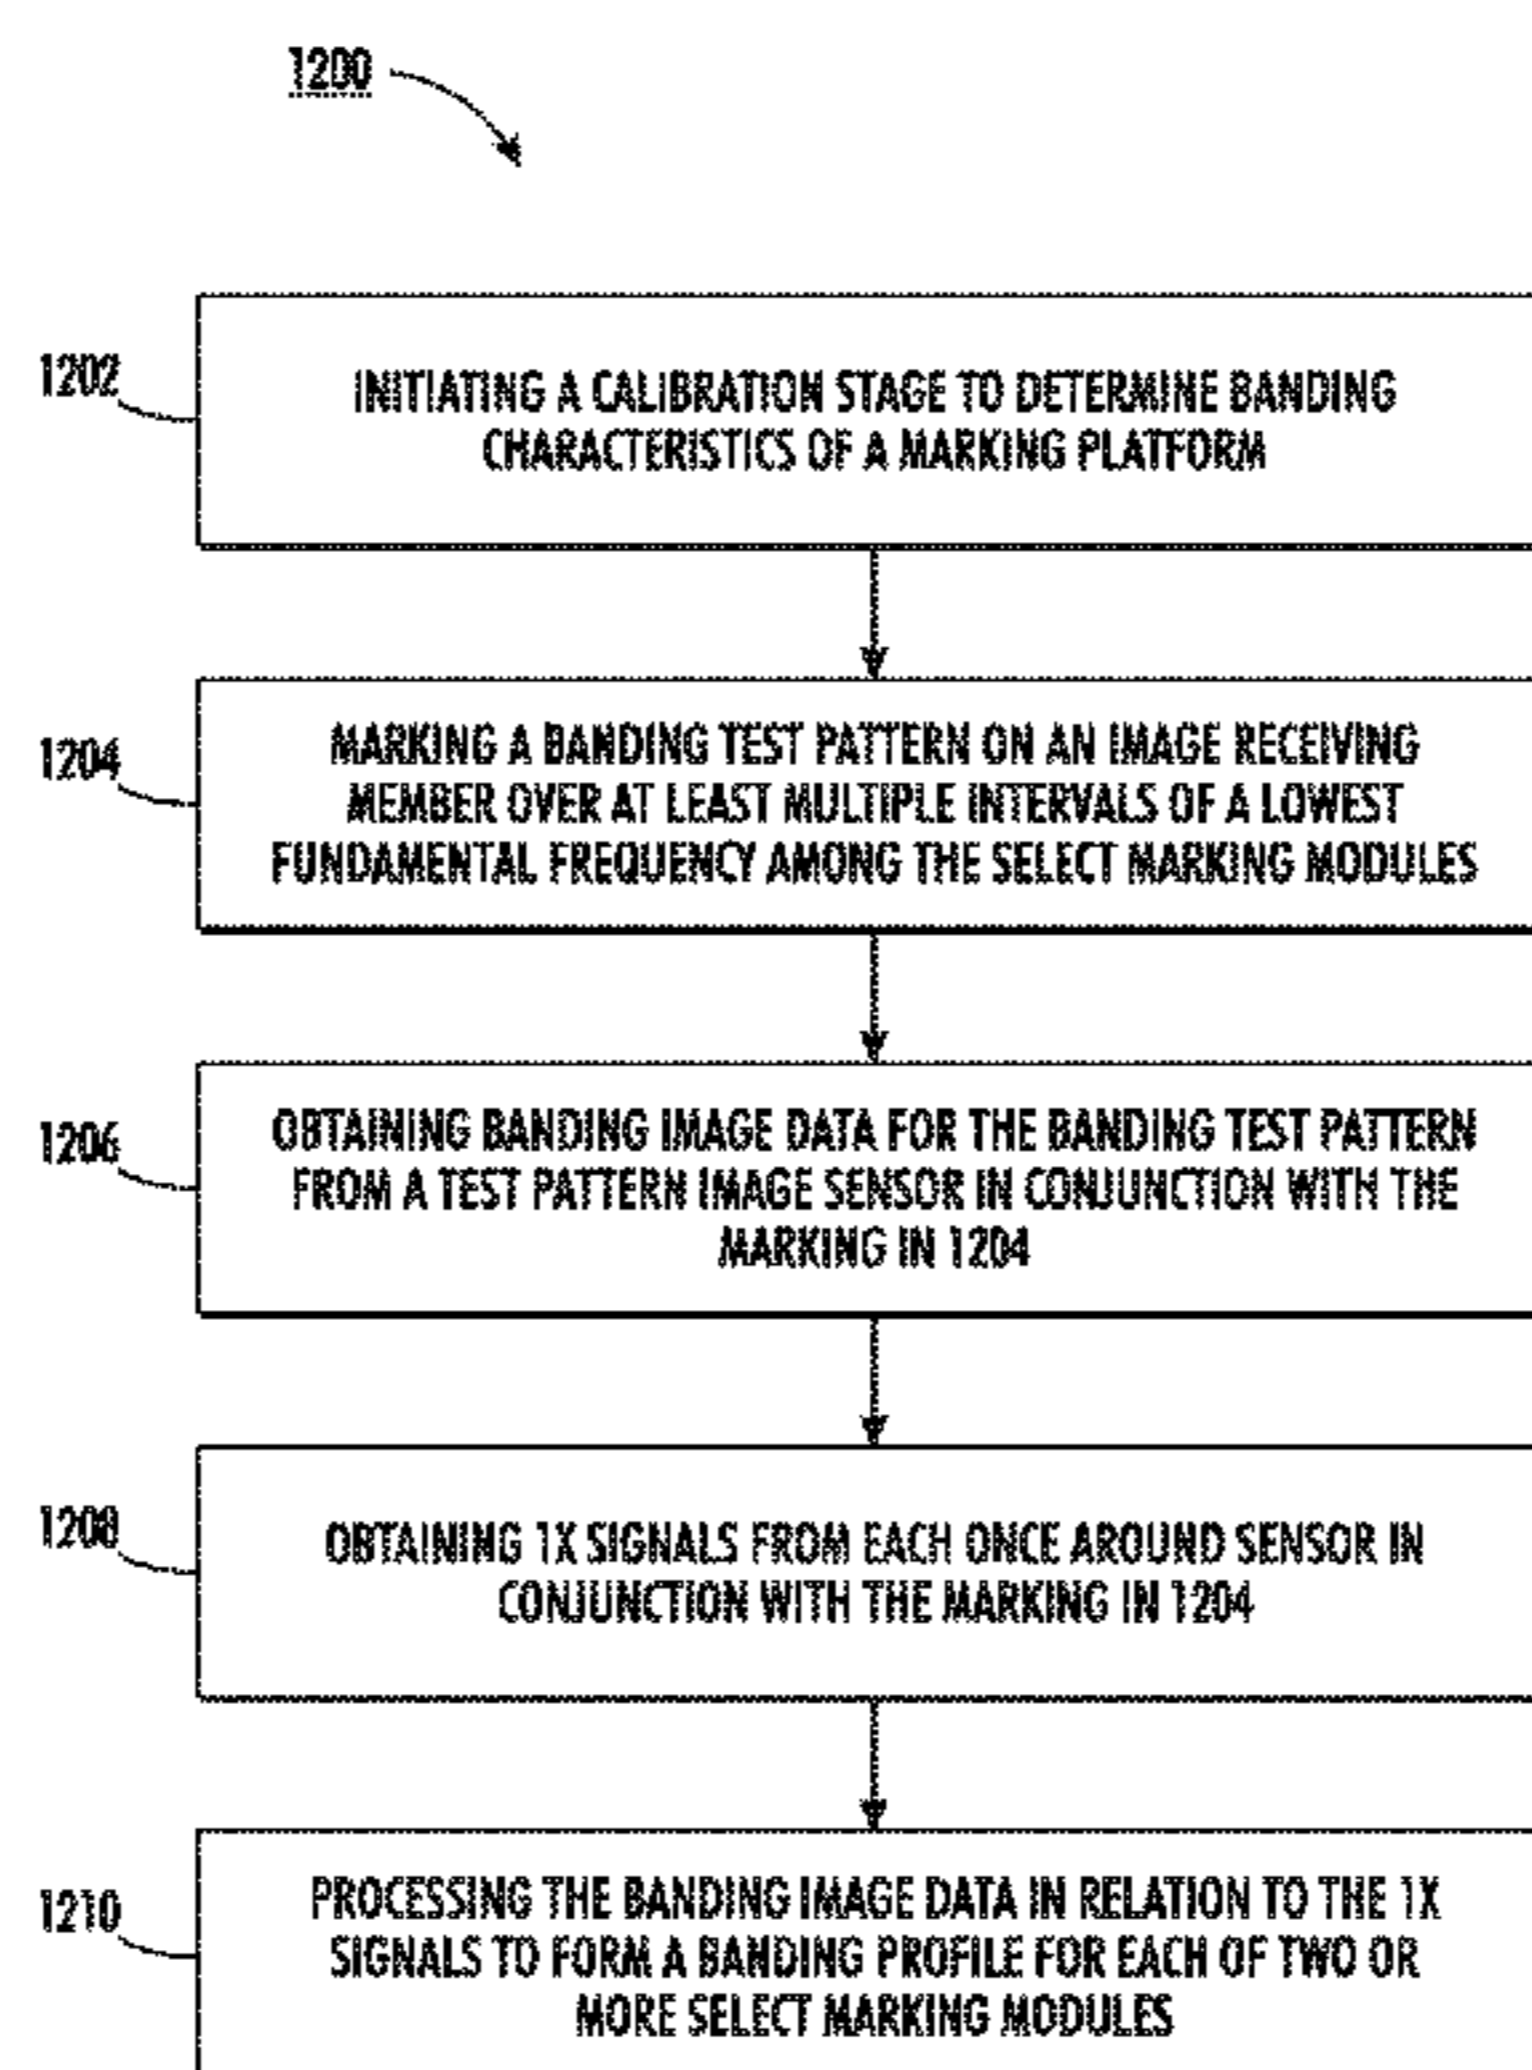 1200
1202
INITIATING A CALIBRATION STAGE TO DETERMINE BANDING
CHARACTERISTICS OF A MARKING PLATFORM
1204
MARKING A BANDING TEST PATTERN ON AN IMAGE RECEIVING
MEMBER OVER AT LEAST MULTIPLE INTERVALS OF A LOWEST
FUNDAMENTAL FREQUENCY AMONG THE SELECT MARKING MODULES
1206
OBTAINING BANDING IMAGE DATA FOR THE BANDING TEST PATTERN
FROM A TEST PATTERN IMAGE SENSOR IN CONJUNCTION WITH THE
MARKING IN 1204
1208
OBTAINING 1X SIGNALS FROM EACH ONCE AROUND SENSOR IN
CONJUNCTION WITH THE MARKING IN 1204
1210
PROCESSING THE BANDING IMAGE DATA IN RELATION TO THE 1X
SIGNALS TO FORM A BANDING PROFILE FOR EACH OF TWO OR
MORE SELECT MARKING MODULES